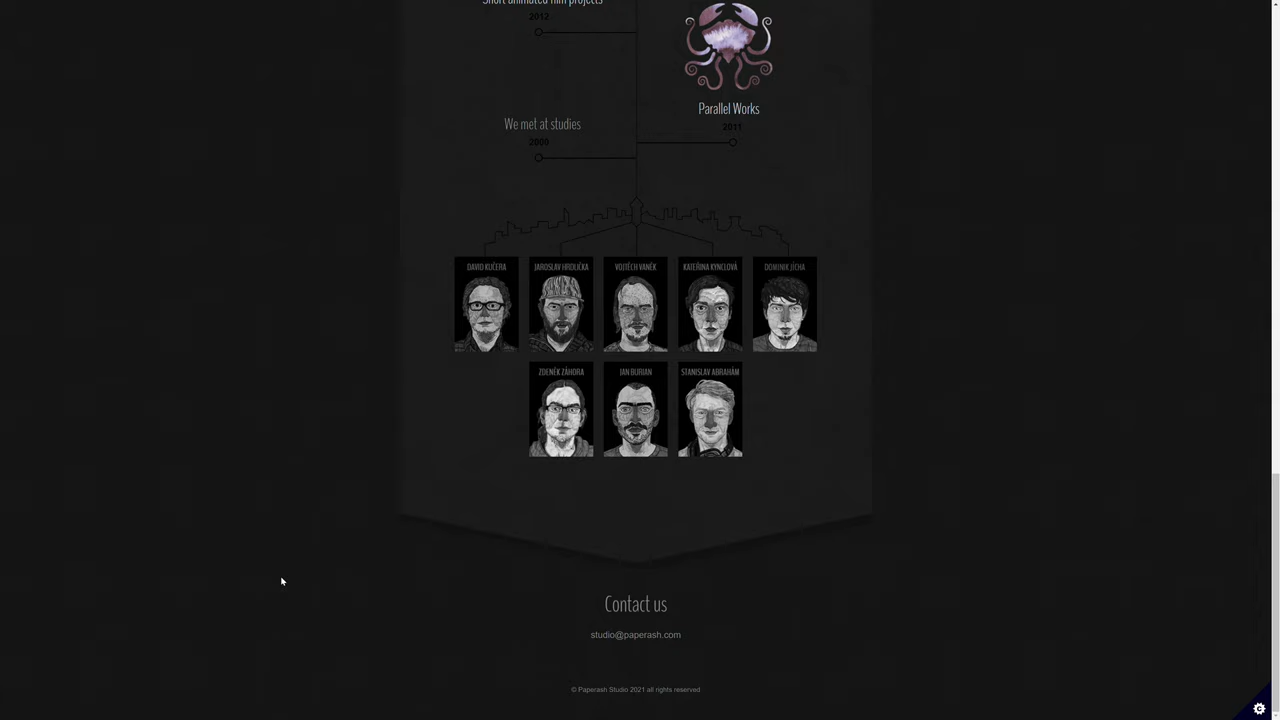 Short animated film projects
2012
Parallel Works
2011
We met at studies
2000
DAVID KUČERA
JAROSLAV HRDLIČKA
VOJTĚCH VANĚK
KATEŘINA KYNCLOVÁ
DOMINIK JÍCHA
ZDENĚK ZÁHORA
JAN BURIAN
STANISLAV ABRAHÁM
Contact us
studio@paperash.com
© Paperash Studio 2021 all rights reserved